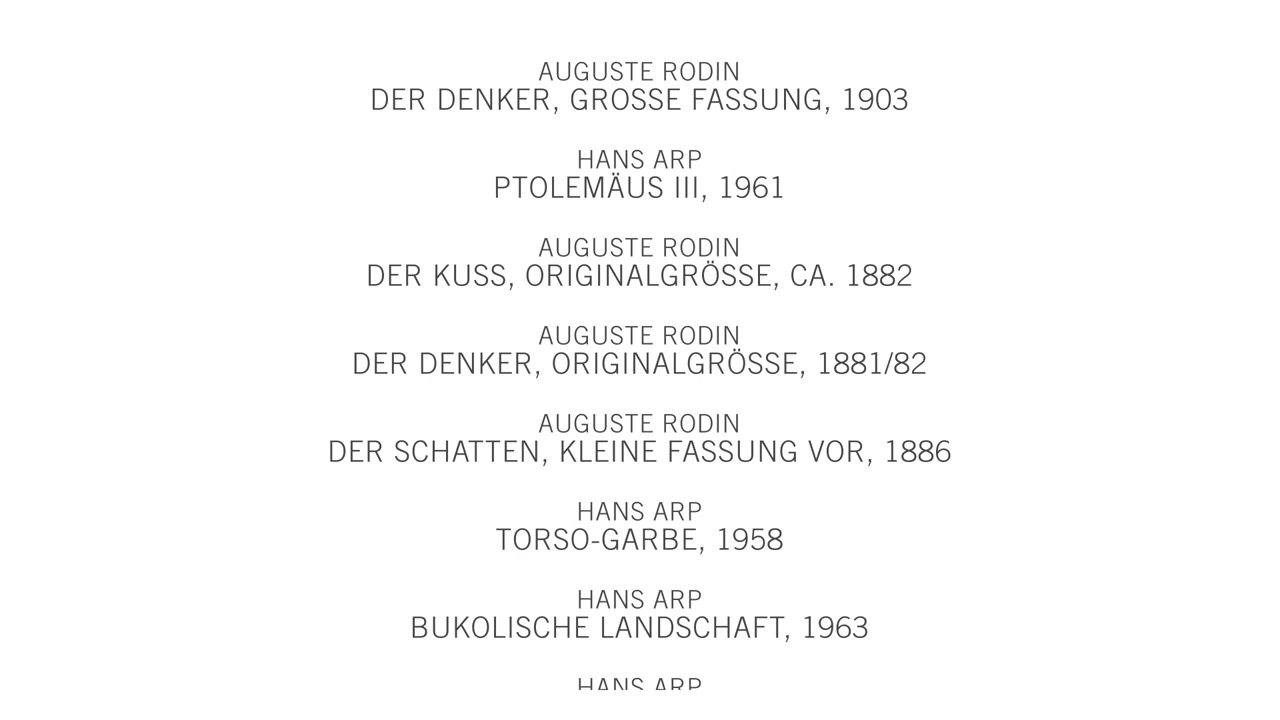 AUGUSTE RODIN
DER DENKER, GROSSE FASSUNG, 1903
HANS ARP
PTOLEMÄUS III, 1961
AUGUSTE RODIN
DER KUSS, ORIGINALGRÖSSE, CA. 1882
AUGUSTE RODIN
DER DENKER, ORIGINALGRÖSSE, 1881/82
AUGUSTE RODIN
DER SCHATTEN, KLEINE FASSUNG VOR, 1886
HANS ARP
TORSO-GARBE, 1958
HANS ARP
BUKOLISCHE LANDSCHAFT, 1963
HANS ARP